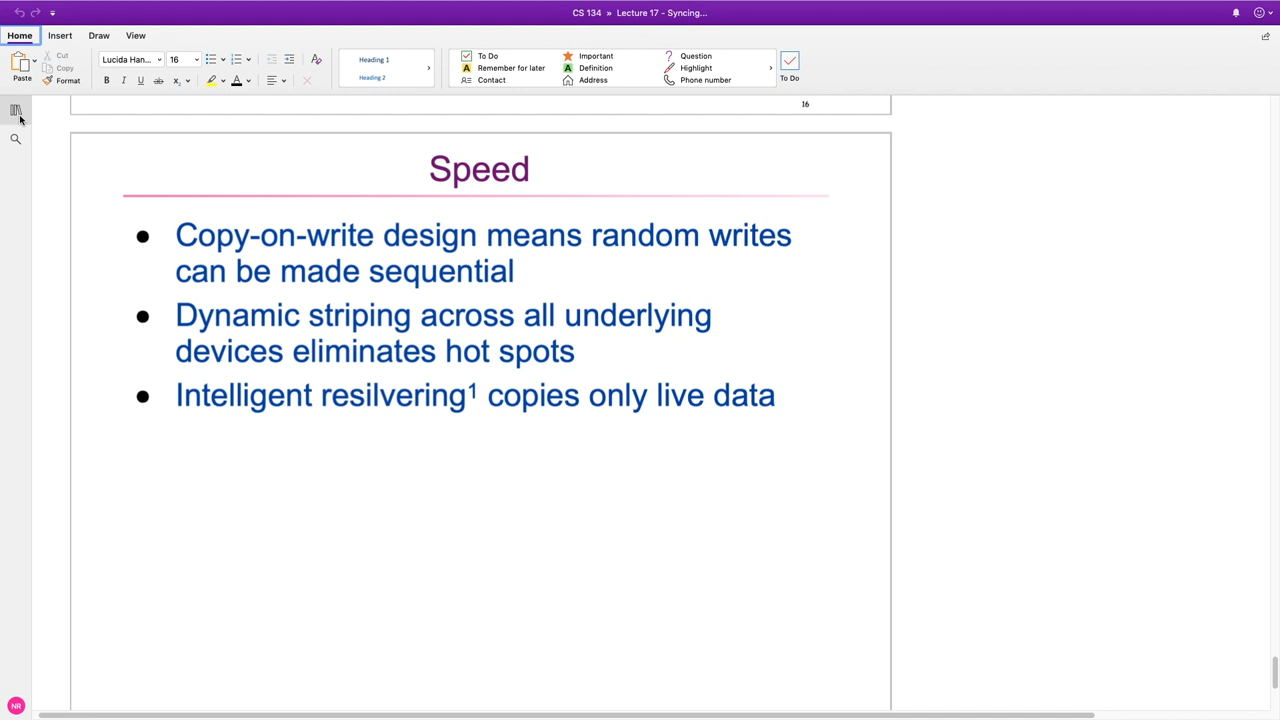 CS 134 » Lecture 17 - Syncing...
Home Insert Draw View
Paste
Cut
Copy
Format
Lucida Han... 16
B I U ab x A
Heading 1
Heading 2
To Do
Remember for later
Contact
Important
Definition
Address
Question
Highlight
Phone number
To Do
16
Speed
● Copy-on-write design means random writes
can be made sequential
● Dynamic striping across all underlying
devices eliminates hot spots
● Intelligent resilvering¹ copies only live data
NR